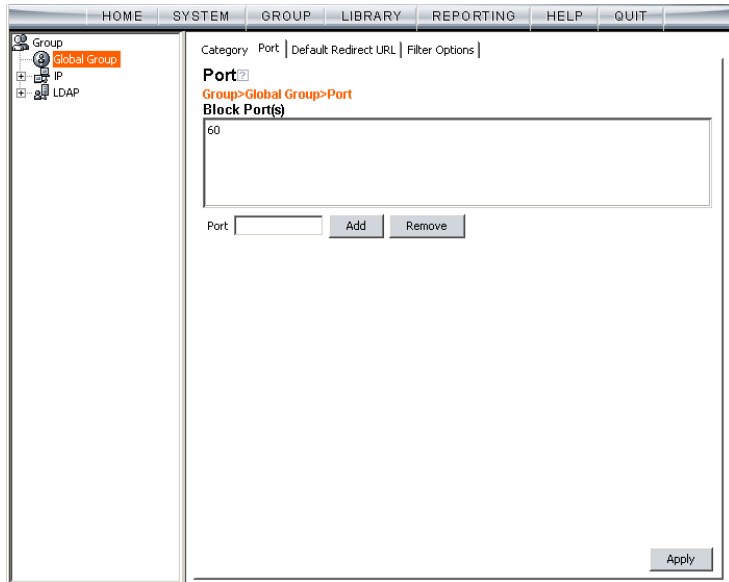 HOME SYSTEM GROUP LIBRARY REPORTING HELP QUIT
Group
Global Group
IP
LDAP
Category Port Default Redirect URL Filter Options
Port ?
Group>Global Group>Port
Block Port(s)
60
Port Add Remove
Apply